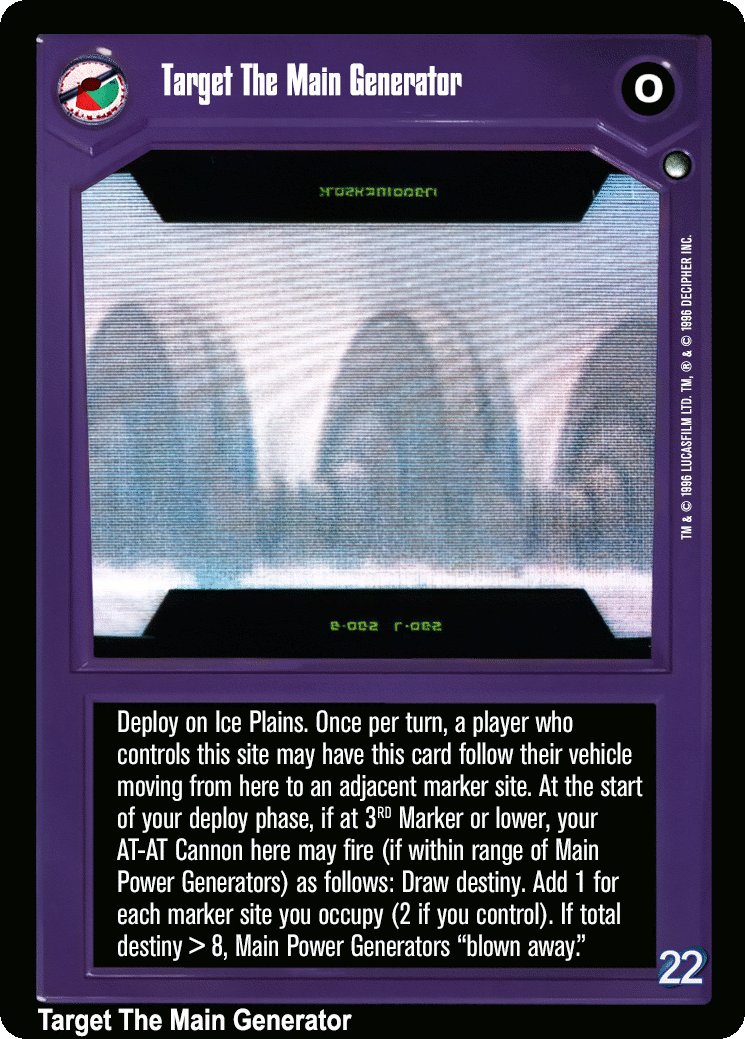 Target The Main Generator
O
TM & © 1996 LUCASFILM LTD. TM, ® & © 1996 DECIPHER INC.
Deploy on Ice Plains. Once per turn, a player who
controls this site may have this card follow their vehicle
moving from here to an adjacent marker site. At the start
of your deploy phase, if at 3RD Marker or lower, your
AT-AT Cannon here may fire (if within range of Main
Power Generators) as follows: Draw destiny. Add 1 for
each marker site you occupy (2 if you control). If total
destiny > 8, Main Power Generators “blown away.”
22
Target The Main Generator